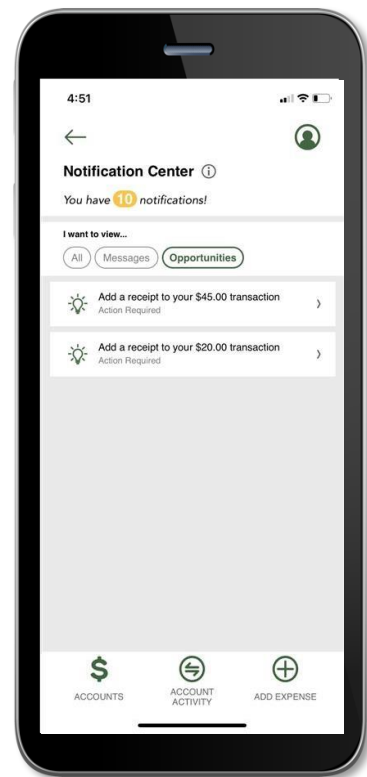 4:51
Notification Center
You have 10 notifications!
I want to view...
All Messages Opportunities
Add a receipt to your $45.00 transaction
Action Required
Add a receipt to your $20.00 transaction
Action Required
ACCOUNTS
ACCOUNT
ACTIVITY
ADD EXPENSE